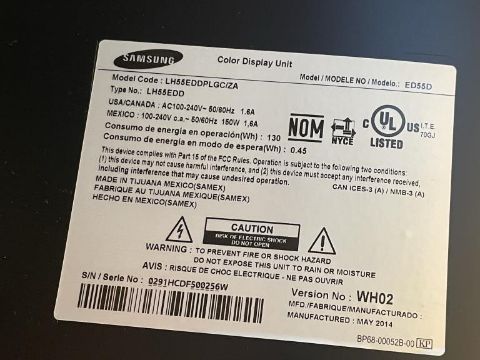 SAMSUNG
Color Display Unit
Model Code : LH55EDDPLGC/ZA
Model / MODELE NO / Modelo.: ED55D
Type No.: LH55EDD
USA/CANADA : AC100-240V~ 50/60Hz 1.6A
MEXICO : 100-240V c.a.~ 50/60Hz 150W 1,6A
Consumo de energia en operación(Wh) : 130
Consumo de energia en modo de espera(Wh) : 0.45
NOM
NYCE
C UL US
LISTED
I.T.E.
70GJ
This device complies with Part 15 of the FCC Rules. Operation is subject to the following two conditions:
(1) this device may not cause harmful interference, and (2) this device must accept any interference received,
including interference that may cause undesired operation.
CAN ICES-3 (A) / NMB-3 (A)
MADE IN TIJUANA MEXICO(SAMEX)
FABRIQUE AU TIJUANA MEXICO(SAMEX)
HECHO EN MEXICO(SAMEX)
CAUTION
RISK OF ELECTRIC SHOCK
DO NOT OPEN
WARNING : TO PREVENT FIRE OR SHOCK HAZARD
DO NOT EXPOSE THIS UNIT TO RAIN OR MOISTURE
AVIS : RISQUE DE CHOC ELECTRIQUE - NE PAS OUVRIR
S/N / Serie No : 0291HCDF500256W
Version No : WH02
MFD./FABRIQUE/MANUFACTURADO
MANUFACTURED : MAY 2014
BP68-00052B-00 KP